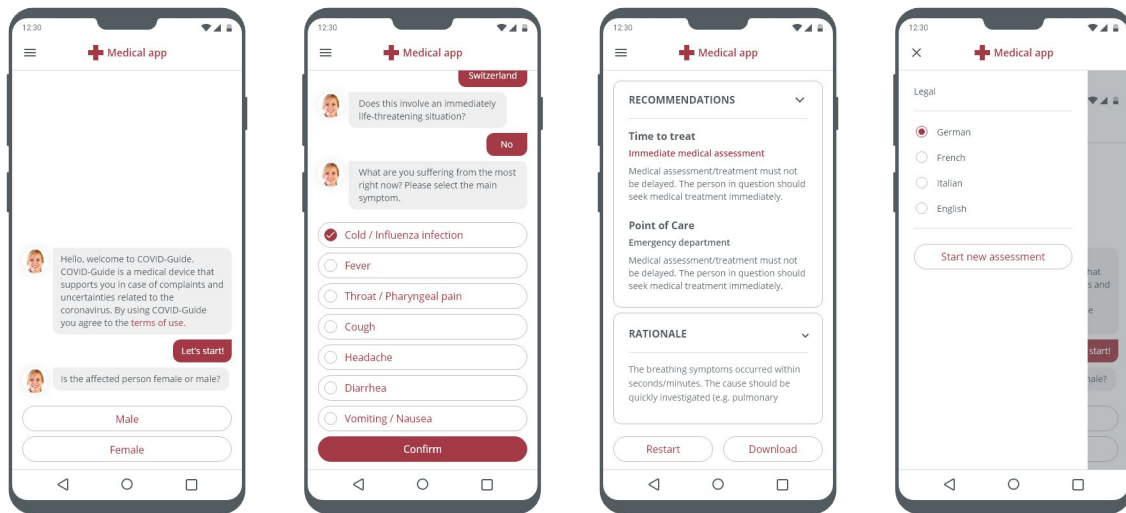 12:30
Medical app
Hello, welcome to COVID-Guide.
COVID-Guide is a medical device that
supports you in case of complaints and
uncertainties related to the
coronavirus. By using COVID-Guide
you agree to the terms of use.
Let's start!
Is the affected person female or male?
Male
Female
12:30
Medical app
Switzerland
Does this involve an immediately
life-threatening situation?
No
What are you suffering from the most
right now? Please select the main
symptom.
Cold / Influenza infection
Fever
Throat / Pharyngeal pain
Cough
Headache
Diarrhea
Vomiting / Nausea
Confirm
12:30
Medical app
RECOMMENDATIONS
Time to treat
Immediate medical assessment
Medical assessment/treatment must not
be delayed. The person in question should
seek medical treatment immediately.
Point of Care
Emergency department
Medical assessment/treatment must not
be delayed. The person in question should
seek medical treatment immediately.
RATIONALE
The breathing symptoms occurred within
seconds/minutes. The cause should be
quickly investigated (e.g. pulmonary
Restart
Download
12:30
Medical app
Legal
German
French
Italian
English
Start new assessment
hat
s and
e
start!
nale?